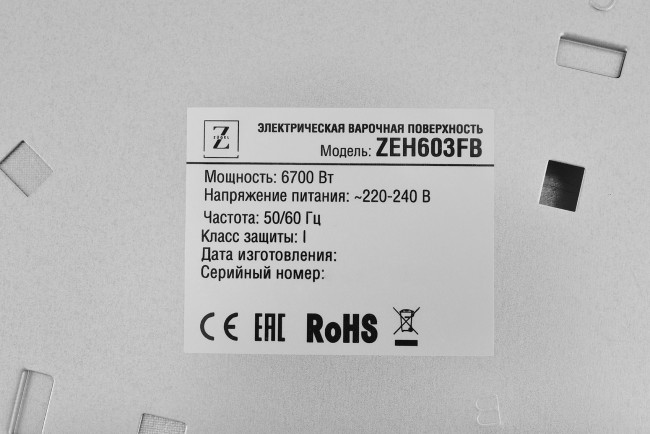 Z
ЭЛЕКТРИЧЕСКАЯ ВАРОЧНАЯ ПОВЕРХНОСТЬ
Модель: ZEH603FB
Мощность: 6700 Вт
Напряжение питания: ~220-240 В
Частота: 50/60 Гц
Класс защиты: I
Дата изготовления:
Серийный номер:
CE EAC RoHS